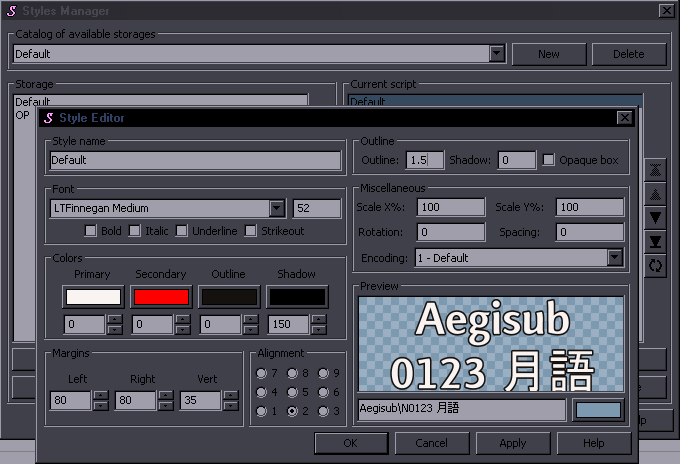 Styles Manager
Catalog of available storages
Default
New
Delete
Storage
Current script
Default
Default
OP
Style Editor
Style name
Default
Outline
Outline: 1.5 Shadow: 0 Opaque box
Font
LTFinnegan Medium 52
Bold Italic Underline Strikeout
Miscellaneous
Scale X%: 100 Scale Y%: 100
Rotation: 0 Spacing: 0
Encoding: 1 - Default
Colors
Primary Secondary Outline Shadow
0 0 0 150
Preview
Aegisub
0123 月語
Aegisub\N0123 月語
Margins
Left Right Vert
80 80 35
Alignment
7 8 9
4 5 6
1 2 3
OK Cancel Apply Help